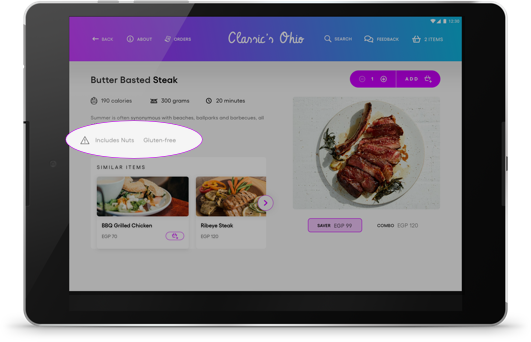 12:30
BACK
ABOUT
ORDERS
Classic's Ohio
SEARCH
FEEDBACK
2 ITEMS
Butter Basted Steak
1
ADD
190 calories
300 grams
20 minutes
Summer is often synonymous with beaches, ballparks and barbecues, all
Includes Nuts Gluten-free
SIMILAR ITEMS
BBQ Grilled Chicken
EGP 70
Ribeye Steak
EGP 120
SAVER EGP 99
COMBO EGP 120